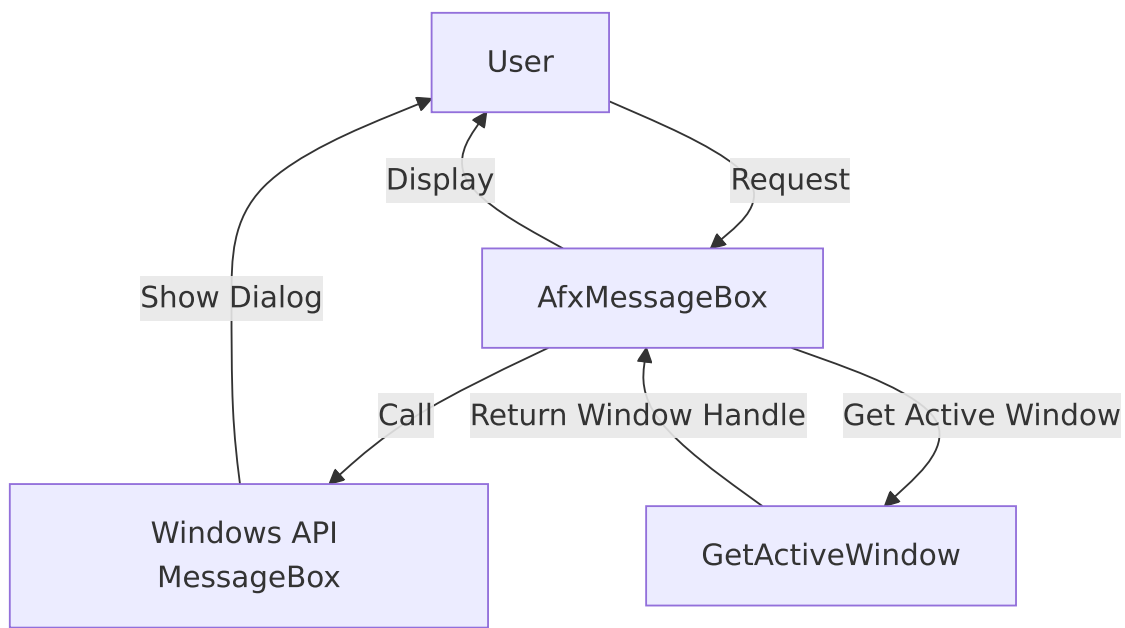 User
Display
Request
Show Dialog
AfxMessageBox
Call
Return Window Handle
Get Active Window
Windows API
MessageBox
GetActiveWindow